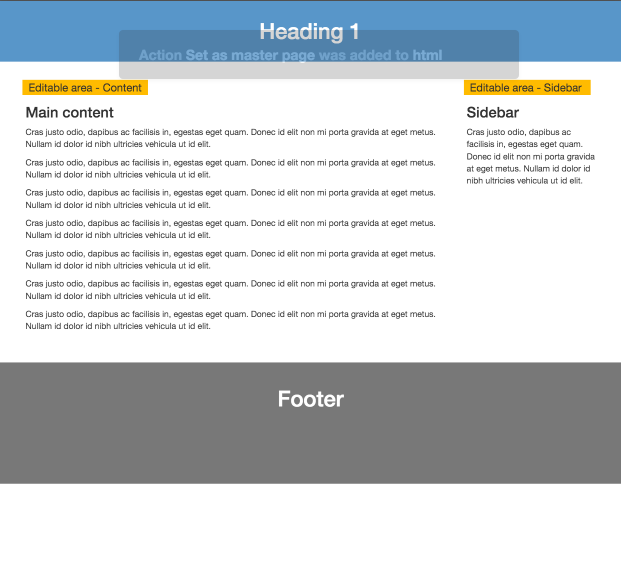 Heading 1
Action Set as master page was added to html
Editable area - Content
Main content
Cras justo odio, dapibus ac facilisis in, egestas eget quam. Donec id elit non mi porta gravida at eget metus.
Nullam id dolor id nibh ultricies vehicula ut id elit.
Cras justo odio, dapibus ac facilisis in, egestas eget quam. Donec id elit non mi porta gravida at eget metus.
Nullam id dolor id nibh ultricies vehicula ut id elit.
Cras justo odio, dapibus ac facilisis in, egestas eget quam. Donec id elit non mi porta gravida at eget metus.
Nullam id dolor id nibh ultricies vehicula ut id elit.
Cras justo odio, dapibus ac facilisis in, egestas eget quam. Donec id elit non mi porta gravida at eget metus.
Nullam id dolor id nibh ultricies vehicula ut id elit.
Cras justo odio, dapibus ac facilisis in, egestas eget quam. Donec id elit non mi porta gravida at eget metus.
Nullam id dolor id nibh ultricies vehicula ut id elit.
Cras justo odio, dapibus ac facilisis in, egestas eget quam. Donec id elit non mi porta gravida at eget metus.
Nullam id dolor id nibh ultricies vehicula ut id elit.
Cras justo odio, dapibus ac facilisis in, egestas eget quam. Donec id elit non mi porta gravida at eget metus.
Nullam id dolor id nibh ultricies vehicula ut id elit.
Editable area - Sidebar
Sidebar
Cras justo odio, dapibus ac
facilisis in, egestas eget quam.
Donec id elit non mi porta gravida
at eget metus. Nullam id dolor id
nibh ultricies vehicula ut id elit.
Footer